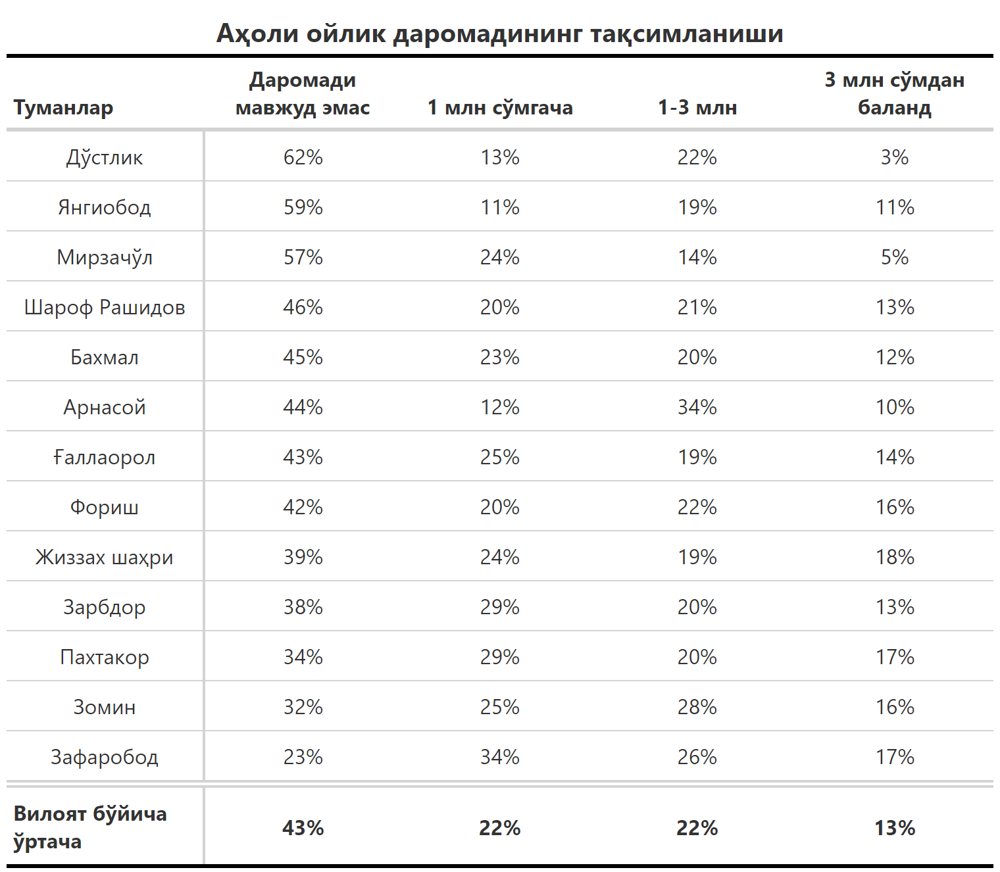 Аҳоли ойлик даромадининг тақсимланиши
Туманлар Даромади мавжуд эмас 1 млн сўмгача 1-3 млн 3 млн сўмдан баланд
Дўстлик 62% 13% 22% 3%
Янгиобод 59% 11% 19% 11%
Мирзачўл 57% 24% 14% 5%
Шароф Рашидов 46% 20% 21% 13%
Бахмал 45% 23% 20% 12%
Арнасой 44% 12% 34% 10%
Ғаллаорол 43% 25% 19% 14%
Фориш 42% 20% 22% 16%
Жиззах шаҳри 39% 24% 19% 18%
Зарбдор 38% 29% 20% 13%
Пахтакор 34% 29% 20% 17%
Зомин 32% 25% 28% 16%
Зафаробод 23% 34% 26% 17%
Вилоят бўйича ўртача 43% 22% 22% 13%